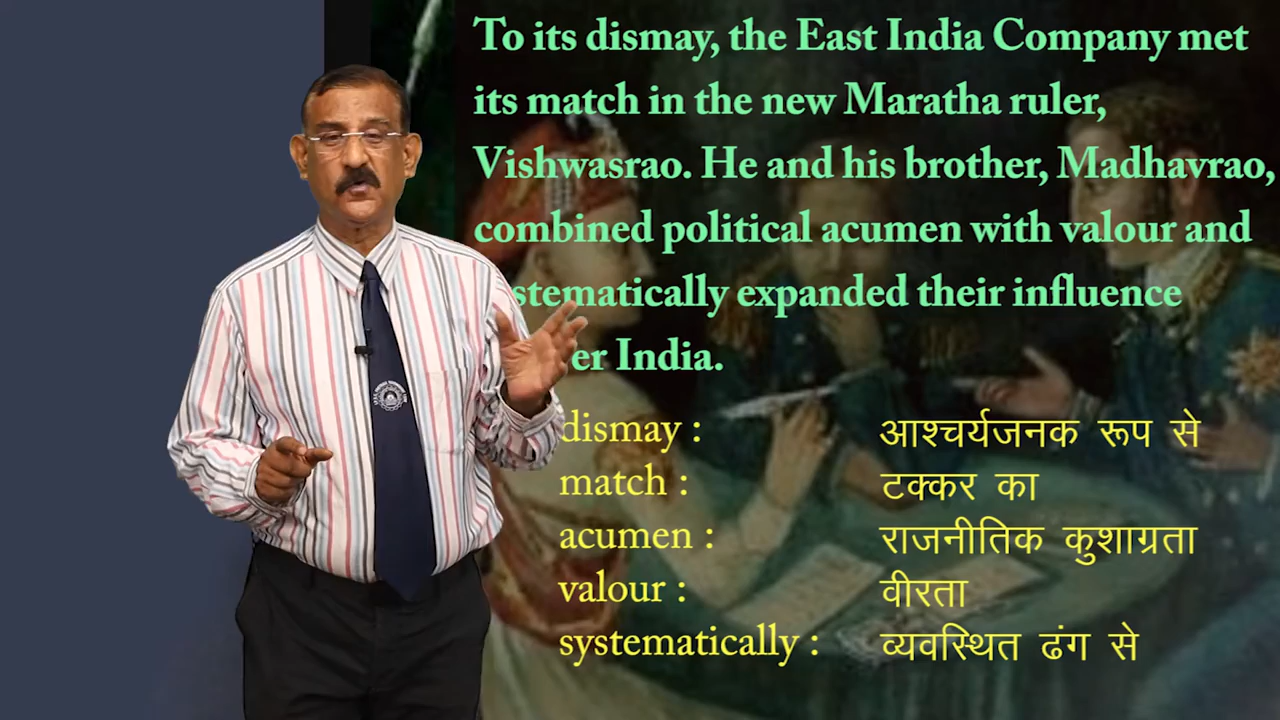 To its dismay, the East India Company met
its match in the new Maratha ruler,
Vishwasrao. He and his brother, Madhavrao,
combined political acumen with valour and
stematically expanded their influence
er India.
dismay : आश्चर्यजनक रूप से
match : टक्कर का
acumen : राजनीतिक कुशाग्रता
valour : वीरता
systematically : व्यवस्थित ढंग से